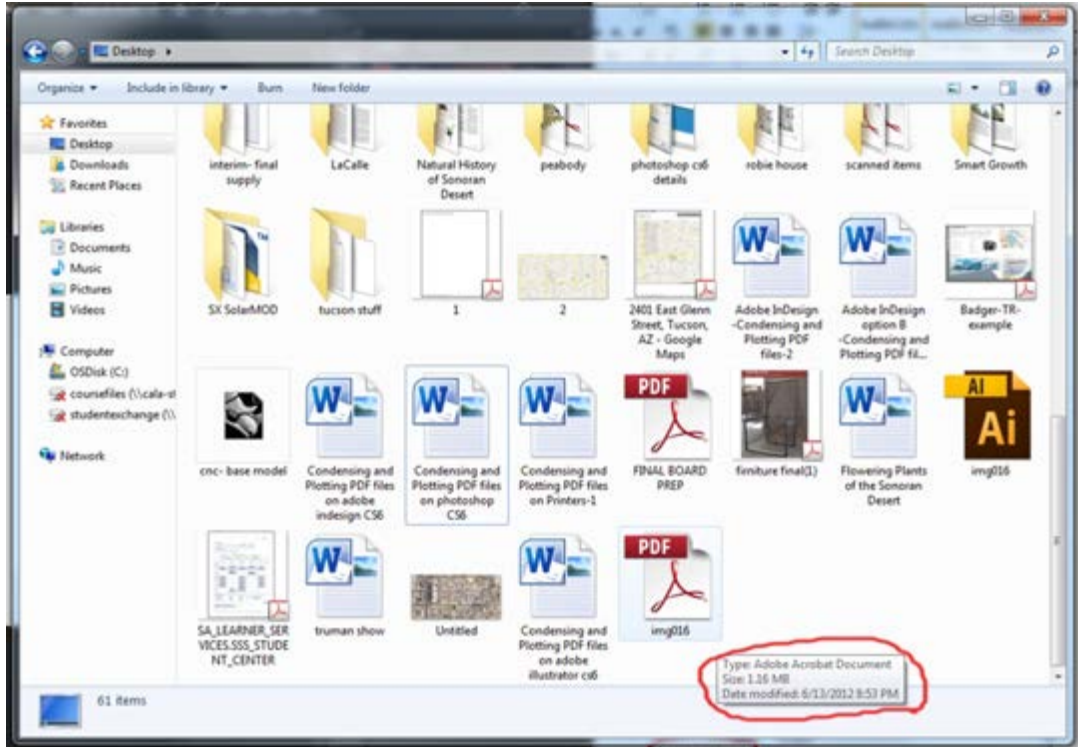 Desktop
Search Desktop
Organize
Include in library
Burn
New folder
Favorites
Desktop
Downloads
Recent Places
Libraries
Documents
Music
Pictures
Videos
Computer
OSDisk (C:)
coursefiles (\\cala-st
studentexchange (\\
Network
interim- final
supply
LaCalle
Natural History
of Sonoran
Desert
peabody
photoshop cs6
details
robie house
scanned items
Smart Growth
SX SolarMOD
tucson stuff
1
2
2401 East Glenn
Street, Tucson,
AZ - Google
Maps
Adobe InDesign
-Condensing and
Plotting PDF
files-2
Adobe InDesign
option B
-Condensing and
Plotting PDF fil...
Badger-TR-
example
cnc- base model
Condensing and
Plotting PDF files
on adobe
indesign CS6
Condensing and
Plotting PDF files
on photoshop
CS6
Condensing and
Plotting PDF files
on Printers-1
PDF
FINAL BOARD
PREP
firniture final(1)
Flowering Plants
of the Sonoran
Desert
AI
Ai
img016
SA_LEARNER_SER
VICES.SSS_STUDE
NT_CENTER
truman show
Untitled
Condensing and
Plotting PDF files
on adobe
illustrator cs6
PDF
img016
Type: Adobe Acrobat Document
Size: 1.16 MB
Date modified: 6/13/2012 8:53 PM
61 items